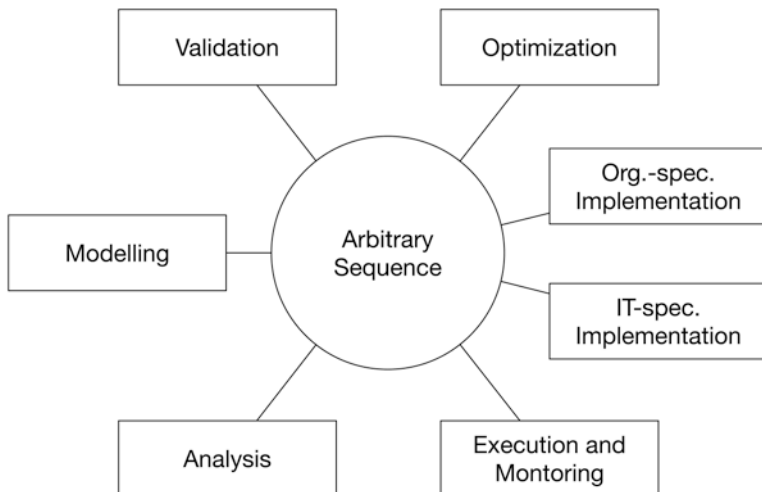 Validation
Optimization
Org.-spec.
Implementation
Modelling
Arbitrary
Sequence
IT-spec.
Implementation
Analysis
Execution and
Montoring